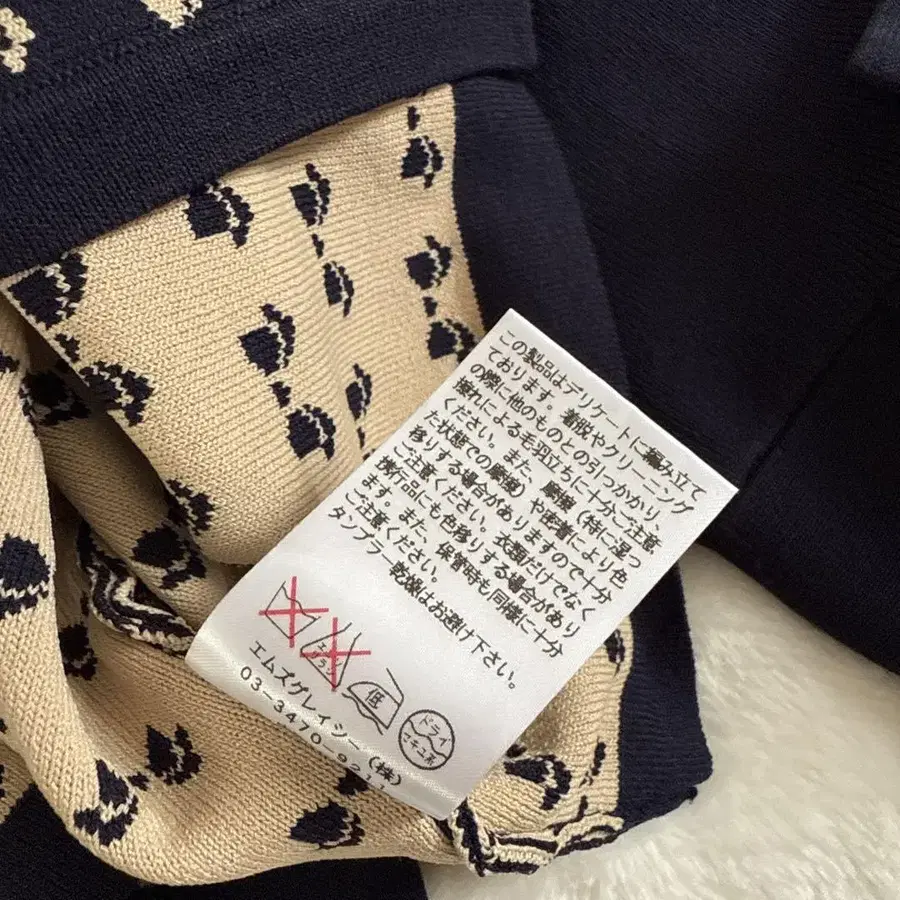 この製品はデリケートに編み立て
ております。着脱やクリーニング
の際に他のものとの引つかかり、
擦れによる毛羽立ちに十分ご注意
ください。また、摩擦（特に湿っ
た状態での摩擦）や密着により色
移りする場合がありますので十分
ご注意ください。衣類だけでなく
携行品にも色移りする場合があり
ます。また、保管時も同様に十分
ご注意ください。
タンブラー乾燥はお避け下さい。
低
ドライ
エムズグレイシー（株）
03-3470-921